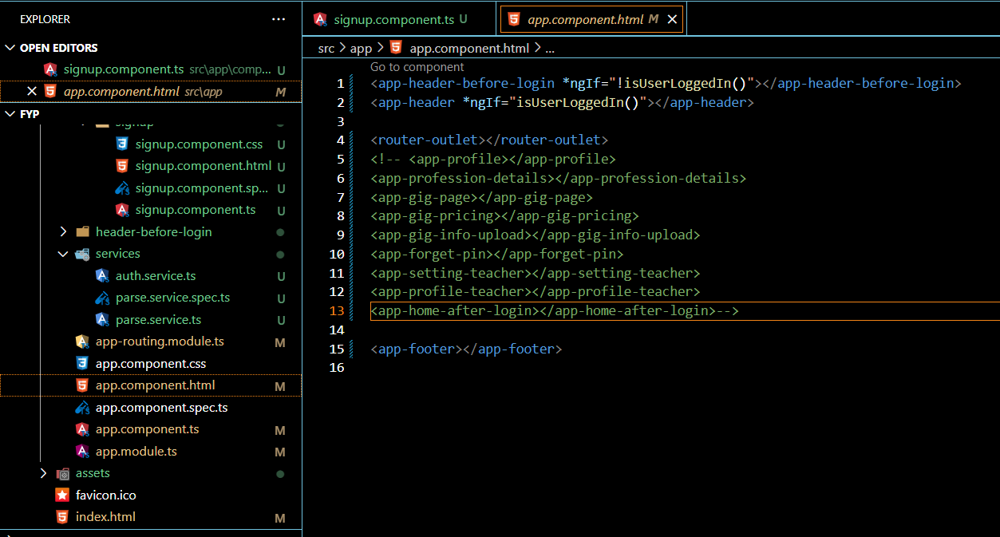 EXPLORER
...
OPEN EDITORS
signup.component.ts src\app\comp... U
app.component.html src\app M
FYP
signup
signup.component.css U
signup.component.html U
signup.component.sp... U
signup.component.ts U
header-before-login
services
auth.service.ts U
parse.service.spec.ts U
parse.service.ts U
app-routing.module.ts M
app.component.css
app.component.html M
app.component.spec.ts
app.component.ts M
app.module.ts M
assets
favicon.ico
index.html M
signup.component.ts U
app.component.html M
src > app > app.component.html > ...
Go to component
1 <app-header-before-login *ngIf="!isUserLoggedIn()"></app-header-before-login>
2 <app-header *ngIf="isUserLoggedIn()"></app-header>
3
4 <router-outlet></router-outlet>
5 <!-- <app-profile></app-profile>
6 <app-profession-details></app-profession-details>
7 <app-gig-page></app-gig-page>
8 <app-gig-pricing></app-gig-pricing>
9 <app-gig-info-upload></app-gig-info-upload>
10 <app-forget-pin></app-forget-pin>
11 <app-setting-teacher></app-setting-teacher>
12 <app-profile-teacher></app-profile-teacher>
13 <app-home-after-login></app-home-after-login>-->
14
15 <app-footer></app-footer>
16